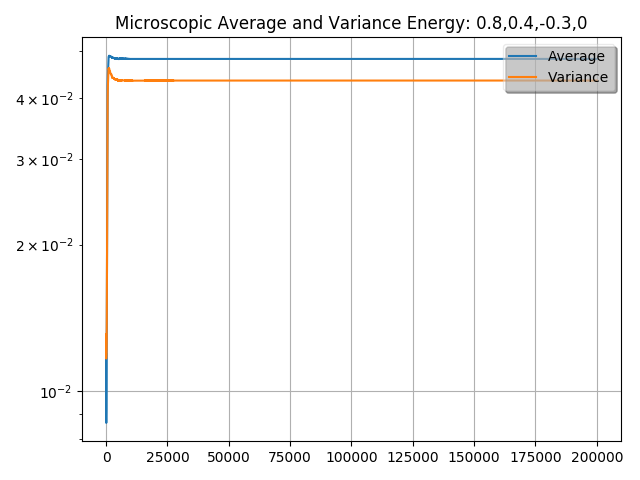 Microscopic Average and Variance Energy: 0.8,0.4,-0.3,0
Average
Variance
4 × 10⁻²
3 × 10⁻²
2 × 10⁻²
10⁻²
0 25000 50000 75000 100000 125000 150000 175000 200000